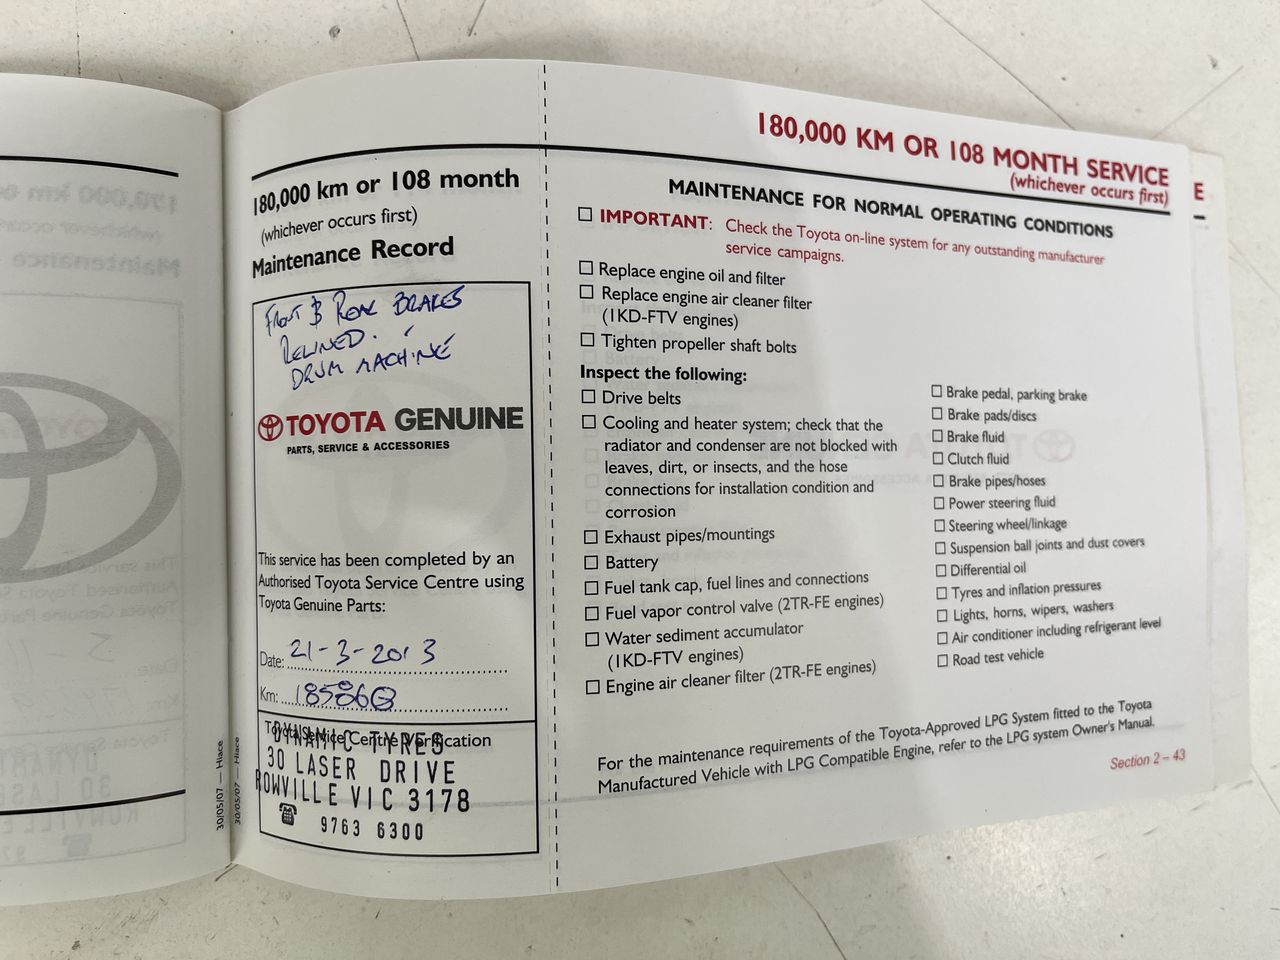 180,000 km or 108 month
(whichever occurs first)
Maintenance Record
FRONT & REAR BRAKES
RELINED.
DRUM MACHINE
TOYOTA GENUINE
PARTS, SERVICE & ACCESSORIES
This service has been completed by an
Authorised Toyota Service Centre using
Toyota Genuine Parts:
Date: 21-3-2013
Km:
Toyota Service Centre Verification
DYNAMIC TYRES
30 LASER DRIVE
ROWVILLE VIC 3178
9763 6300
30/05/07 — Hiace
30/05/07 — Hiace
180,000 KM OR 108 MONTH SERVICE
(whichever occurs first)
E
MAINTENANCE FOR NORMAL OPERATING CONDITIONS
IMPORTANT: Check the Toyota on-line system for any outstanding manufacturer
service campaigns.
Replace engine oil and filter
Replace engine air cleaner filter
(1KD-FTV engines)
Tighten propeller shaft bolts
Inspect the following:
Drive belts
Cooling and heater system; check that the
radiator and condenser are not blocked with
leaves, dirt, or insects, and the hose
connections for installation condition and
corrosion
Exhaust pipes/mountings
Battery
Fuel tank cap, fuel lines and connections
Fuel vapor control valve (2TR-FE engines)
Water sediment accumulator
(1KD-FTV engines)
Engine air cleaner filter (2TR-FE engines)
Brake pedal, parking brake
Brake pads/discs
Brake fluid
Clutch fluid
Brake pipes/hoses
Power steering fluid
Steering wheel/linkage
Suspension ball joints and dust covers
Differential oil
Tyres and inflation pressures
Lights, horns, wipers, washers
Air conditioner including refrigerant level
Road test vehicle
For the maintenance requirements of the Toyota-Approved LPG System fitted to the Toyota
Manufactured Vehicle with LPG Compatible Engine, refer to the LPG system Owner's Manual.
Section 2 – 43